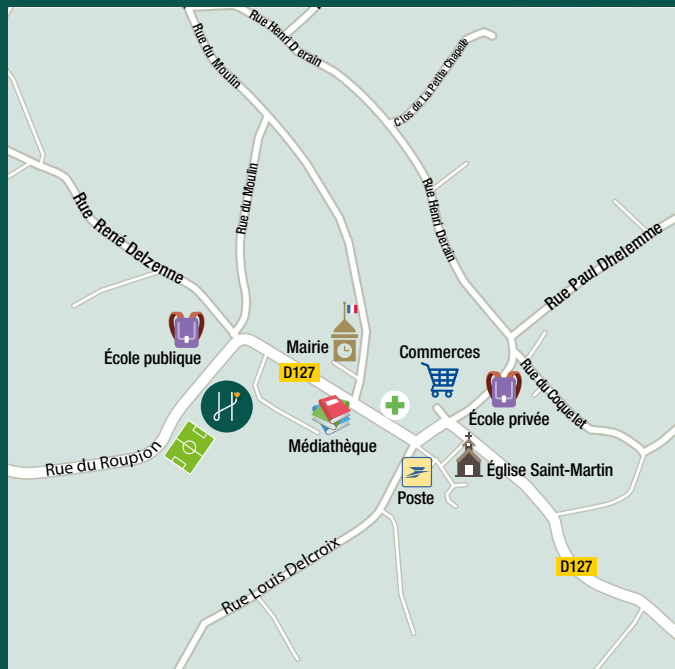 Rue du Moulin
Rue Henri Derain
Clos de La Petite Chapelle
Rue du Moulin
Rue Henri Derain
Rue René Delzenne
Rue Paul Dhelemme
École publique
Mairie
D127
Commerces
Rue du Coquelet
École privée
H
Médiathèque
Rue du Roupion
Église Saint-Martin
Poste
D127
Rue Louis Delcroix